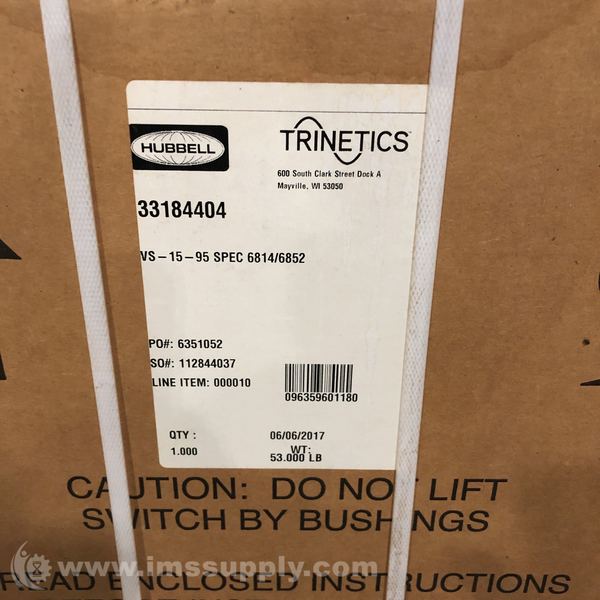 HUBBELL
TRINETICS
600 South Clark Street Dock A
Mayville, WI 53050
33184404
VS-15-95 SPEC 6814/6852
PO#: 6351052
SO#: 112844037
LINE ITEM: 000010
096359601180
QTY : 06/06/2017
1.000 WT: 53.000 LB
CAUTION: DO NOT LIFT
SWITCH BY BUSHINGS
www.imssupply.com
READ ENCLOSED INSTRUCTIONS